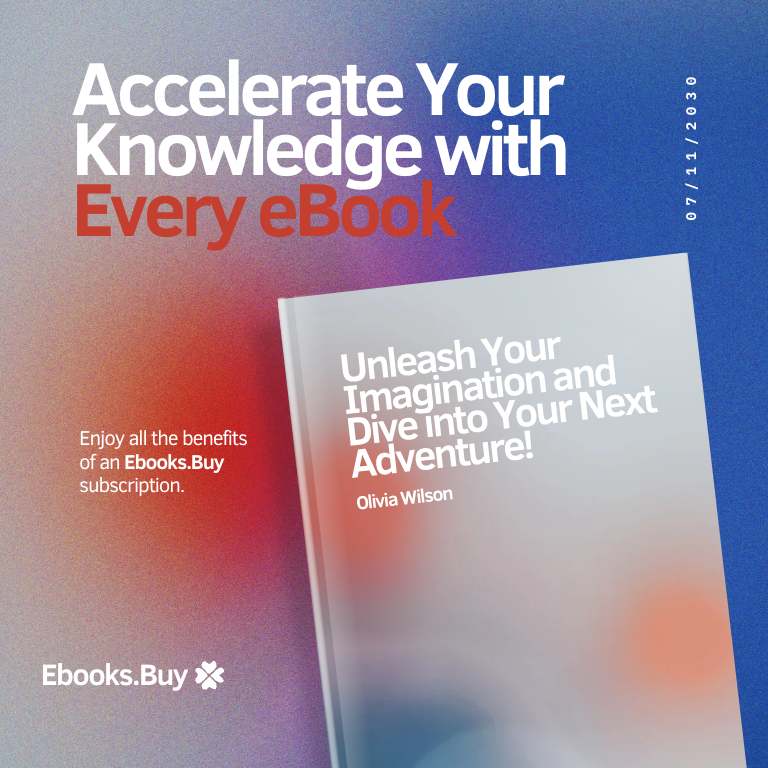 Accelerate Your
Knowledge with
Every eBook
07/11/2030
Unleash Your
Imagination and
Dive into Your Next
Adventure!
Olivia Wilson
Enjoy all the benefits
of an Ebooks.Buy
subscription.
Ebooks.Buy